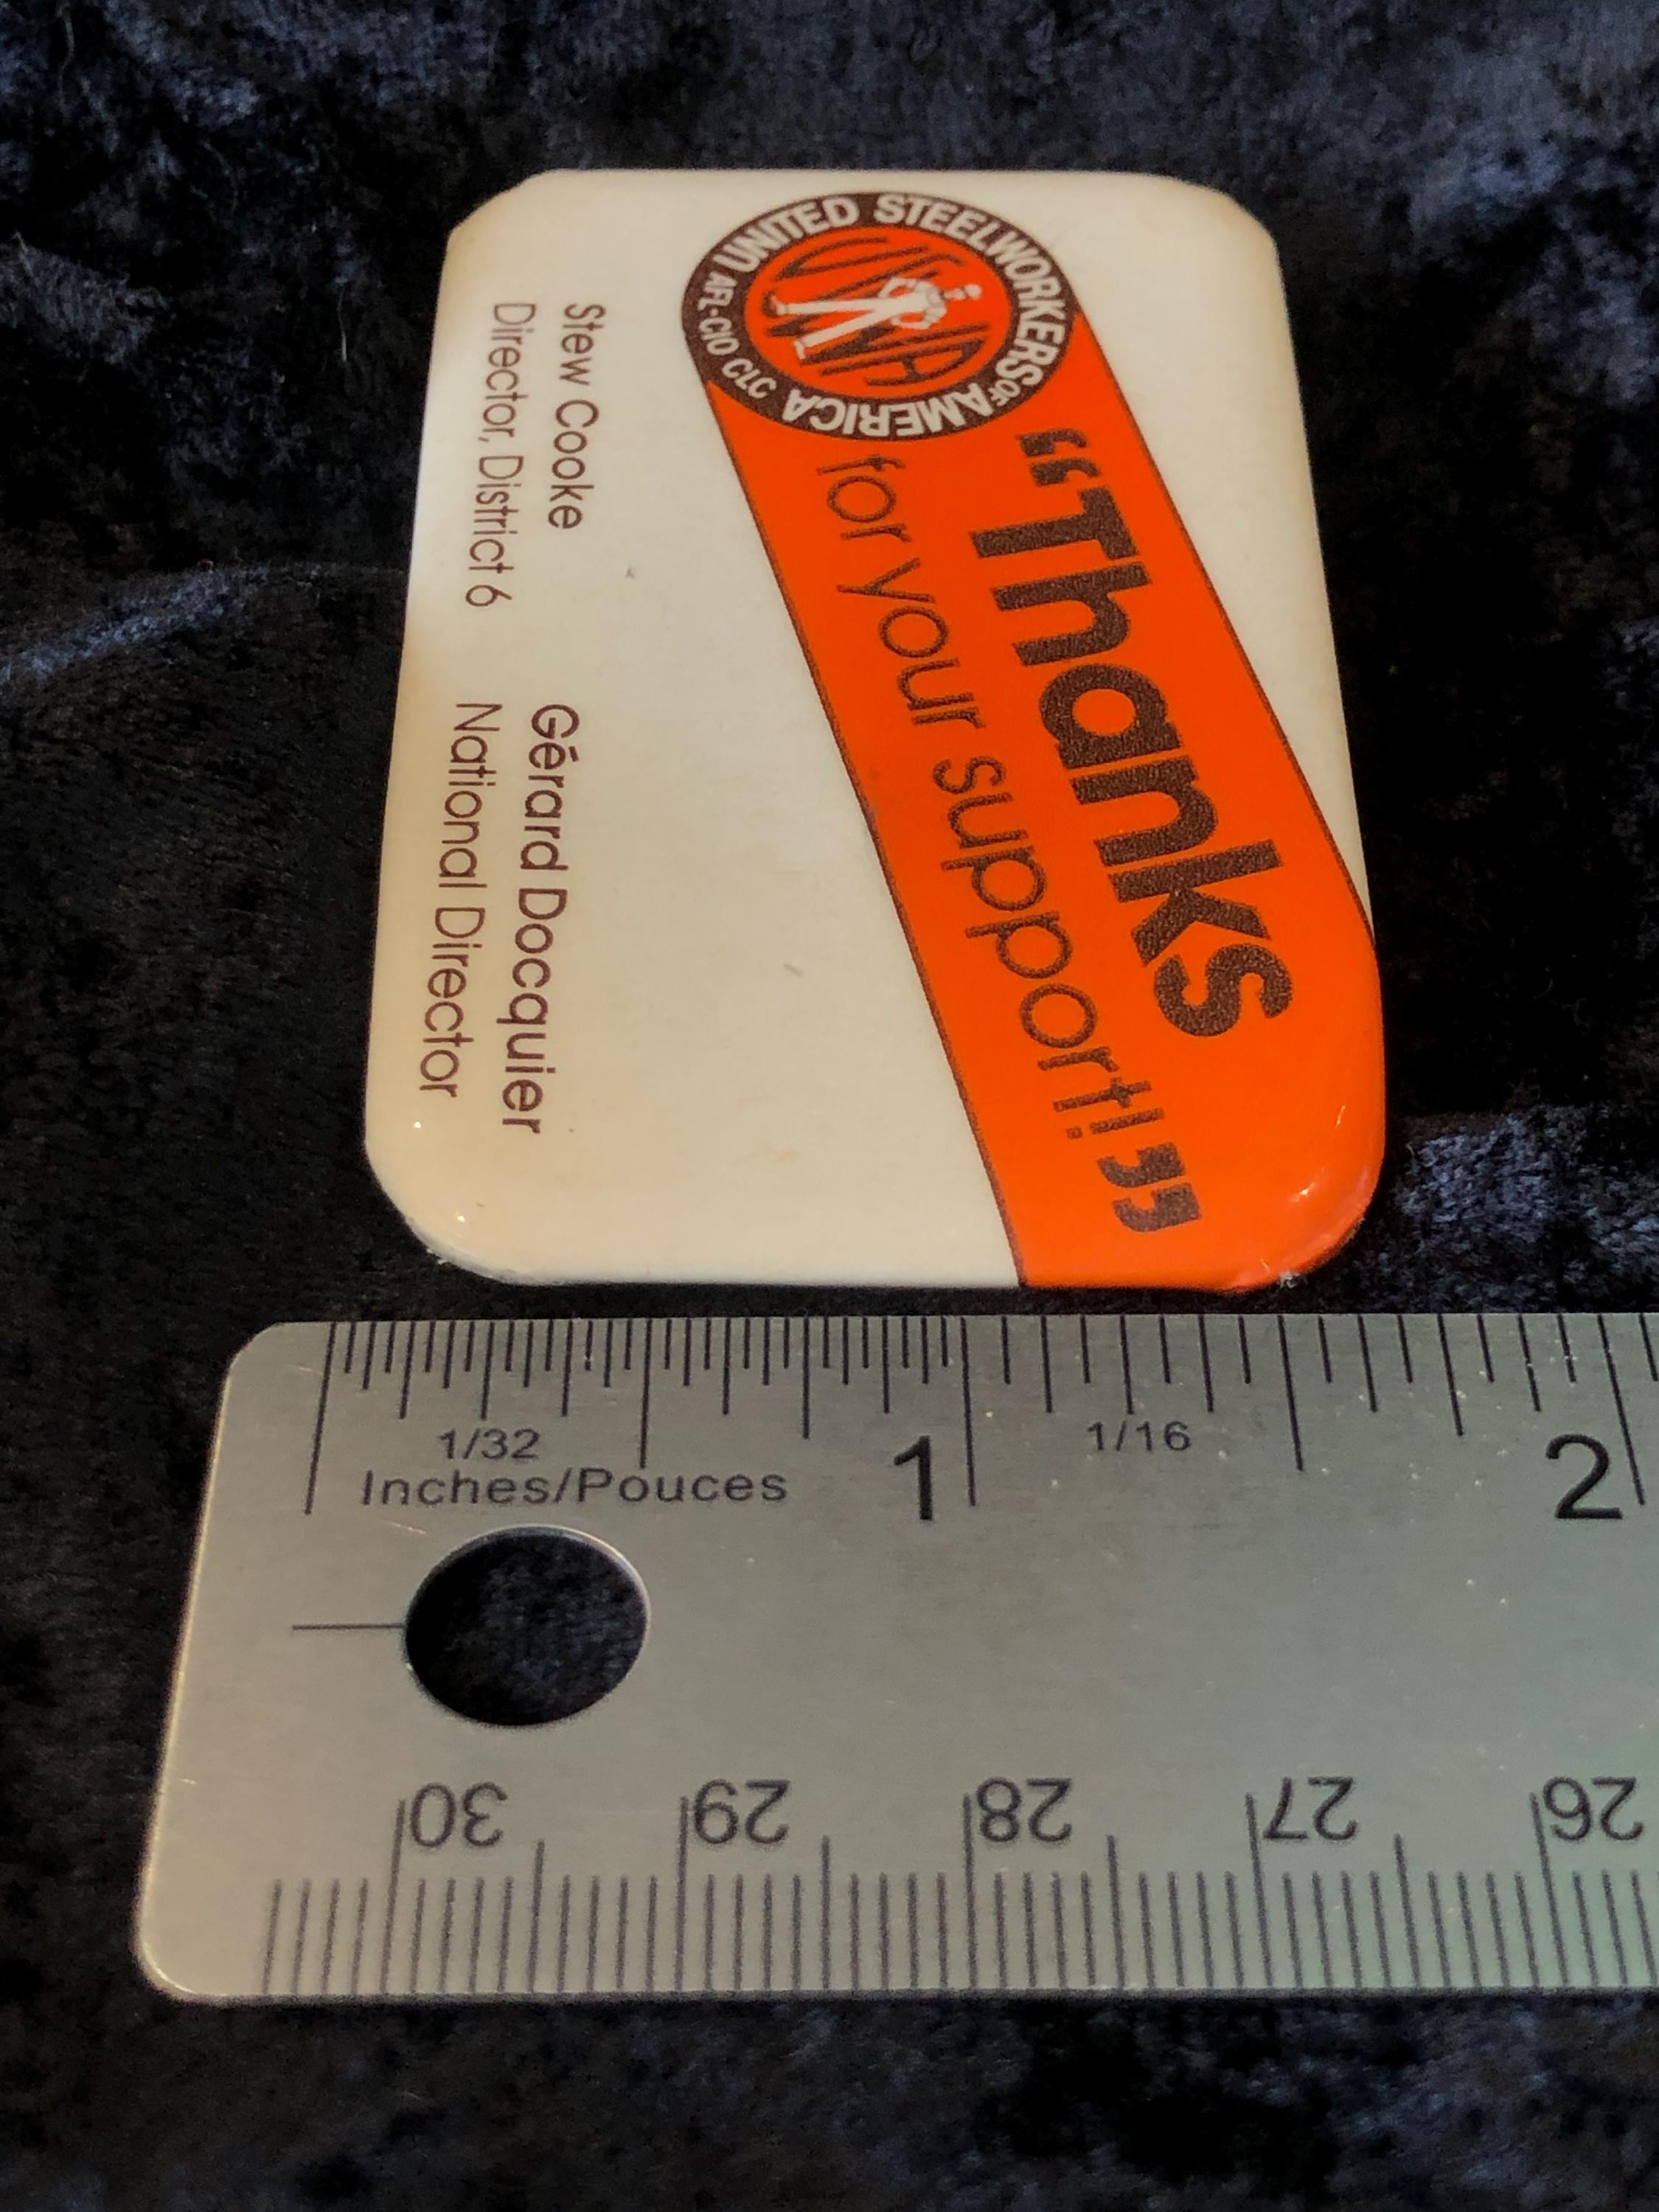 UNITED STEELWORKERS OF AMERICA
AFL-CIO CLC
USWA
“Thanks
for your support!”
Stew Cooke
Director, District 6
Gérard Docquier
National Director
1/32
Inches/Pouces
1
1/16
2
30
29
28
27
26